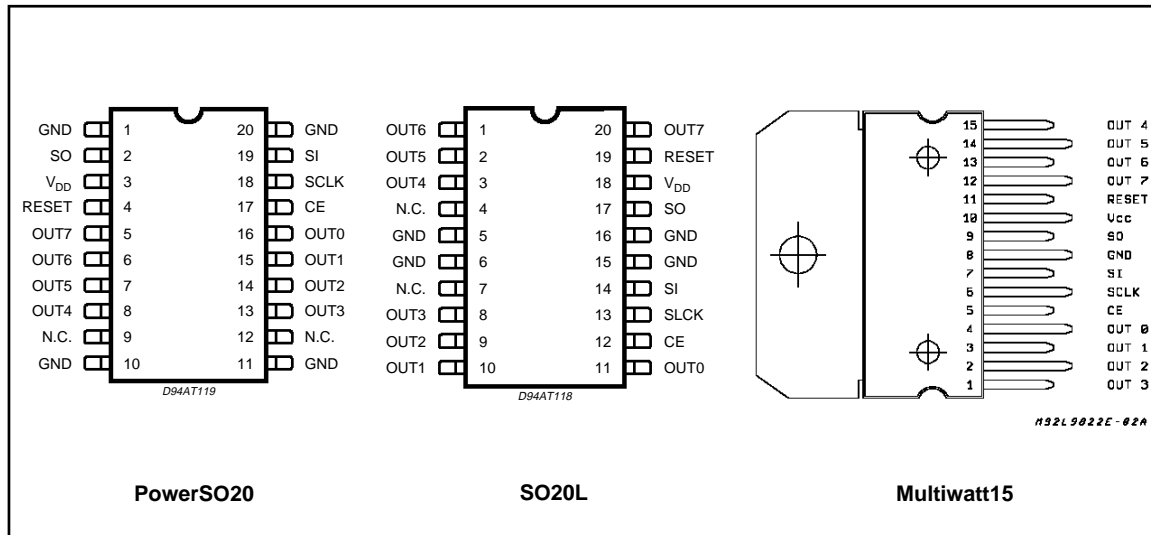 GND 1 20 GND
SO 2 19 SI
VDD 3 18 SCLK
RESET 4 17 CE
OUT7 5 16 OUT0
OUT6 6 15 OUT1
OUT5 7 14 OUT2
OUT4 8 13 OUT3
N.C. 9 12 N.C.
GND 10 11 GND
D94AT119
PowerSO20
OUT6 1 20 OUT7
OUT5 2 19 RESET
OUT4 3 18 VDD
N.C. 4 17 SO
GND 5 16 GND
GND 6 15 GND
N.C. 7 14 SI
OUT3 8 13 SLCK
OUT2 9 12 CE
OUT1 10 11 OUT0
D94AT118
SO20L
15 OUT 4
14 OUT 5
13 OUT 6
12 OUT 7
11 RESET
10 Vcc
9 SO
8 GND
7 SI
6 SCLK
5 CE
4 OUT 0
3 OUT 1
2 OUT 2
1 OUT 3
M92L9822E-02A
Multiwatt15